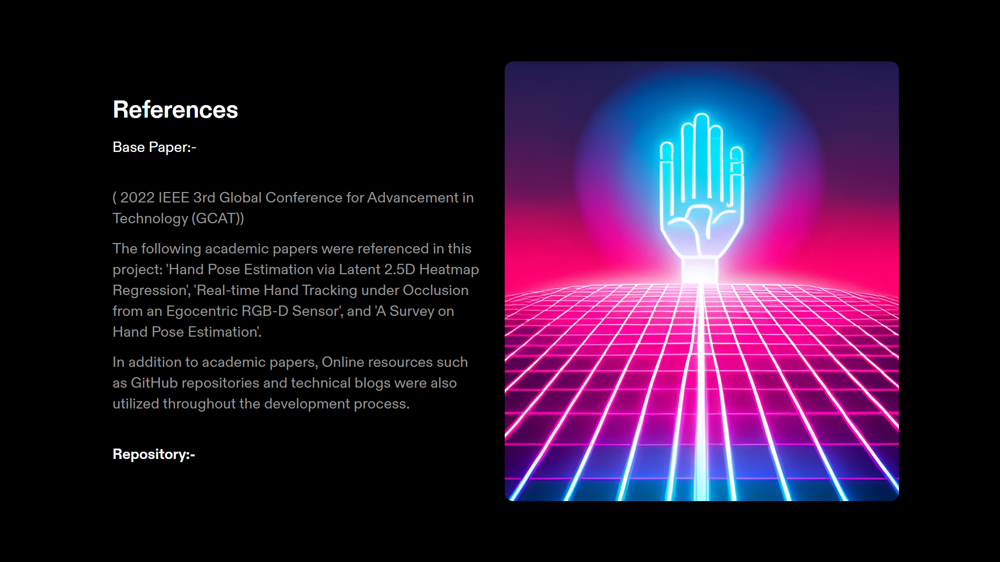 References
Base Paper:-
( 2022 IEEE 3rd Global Conference for Advancement in
Technology (GCAT))
The following academic papers were referenced in this
project: 'Hand Pose Estimation via Latent 2.5D Heatmap
Regression', 'Real-time Hand Tracking under Occlusion
from an Egocentric RGB-D Sensor', and 'A Survey on
Hand Pose Estimation'.
In addition to academic papers, Online resources such
as GitHub repositories and technical blogs were also
utilized throughout the development process.
Repository:-